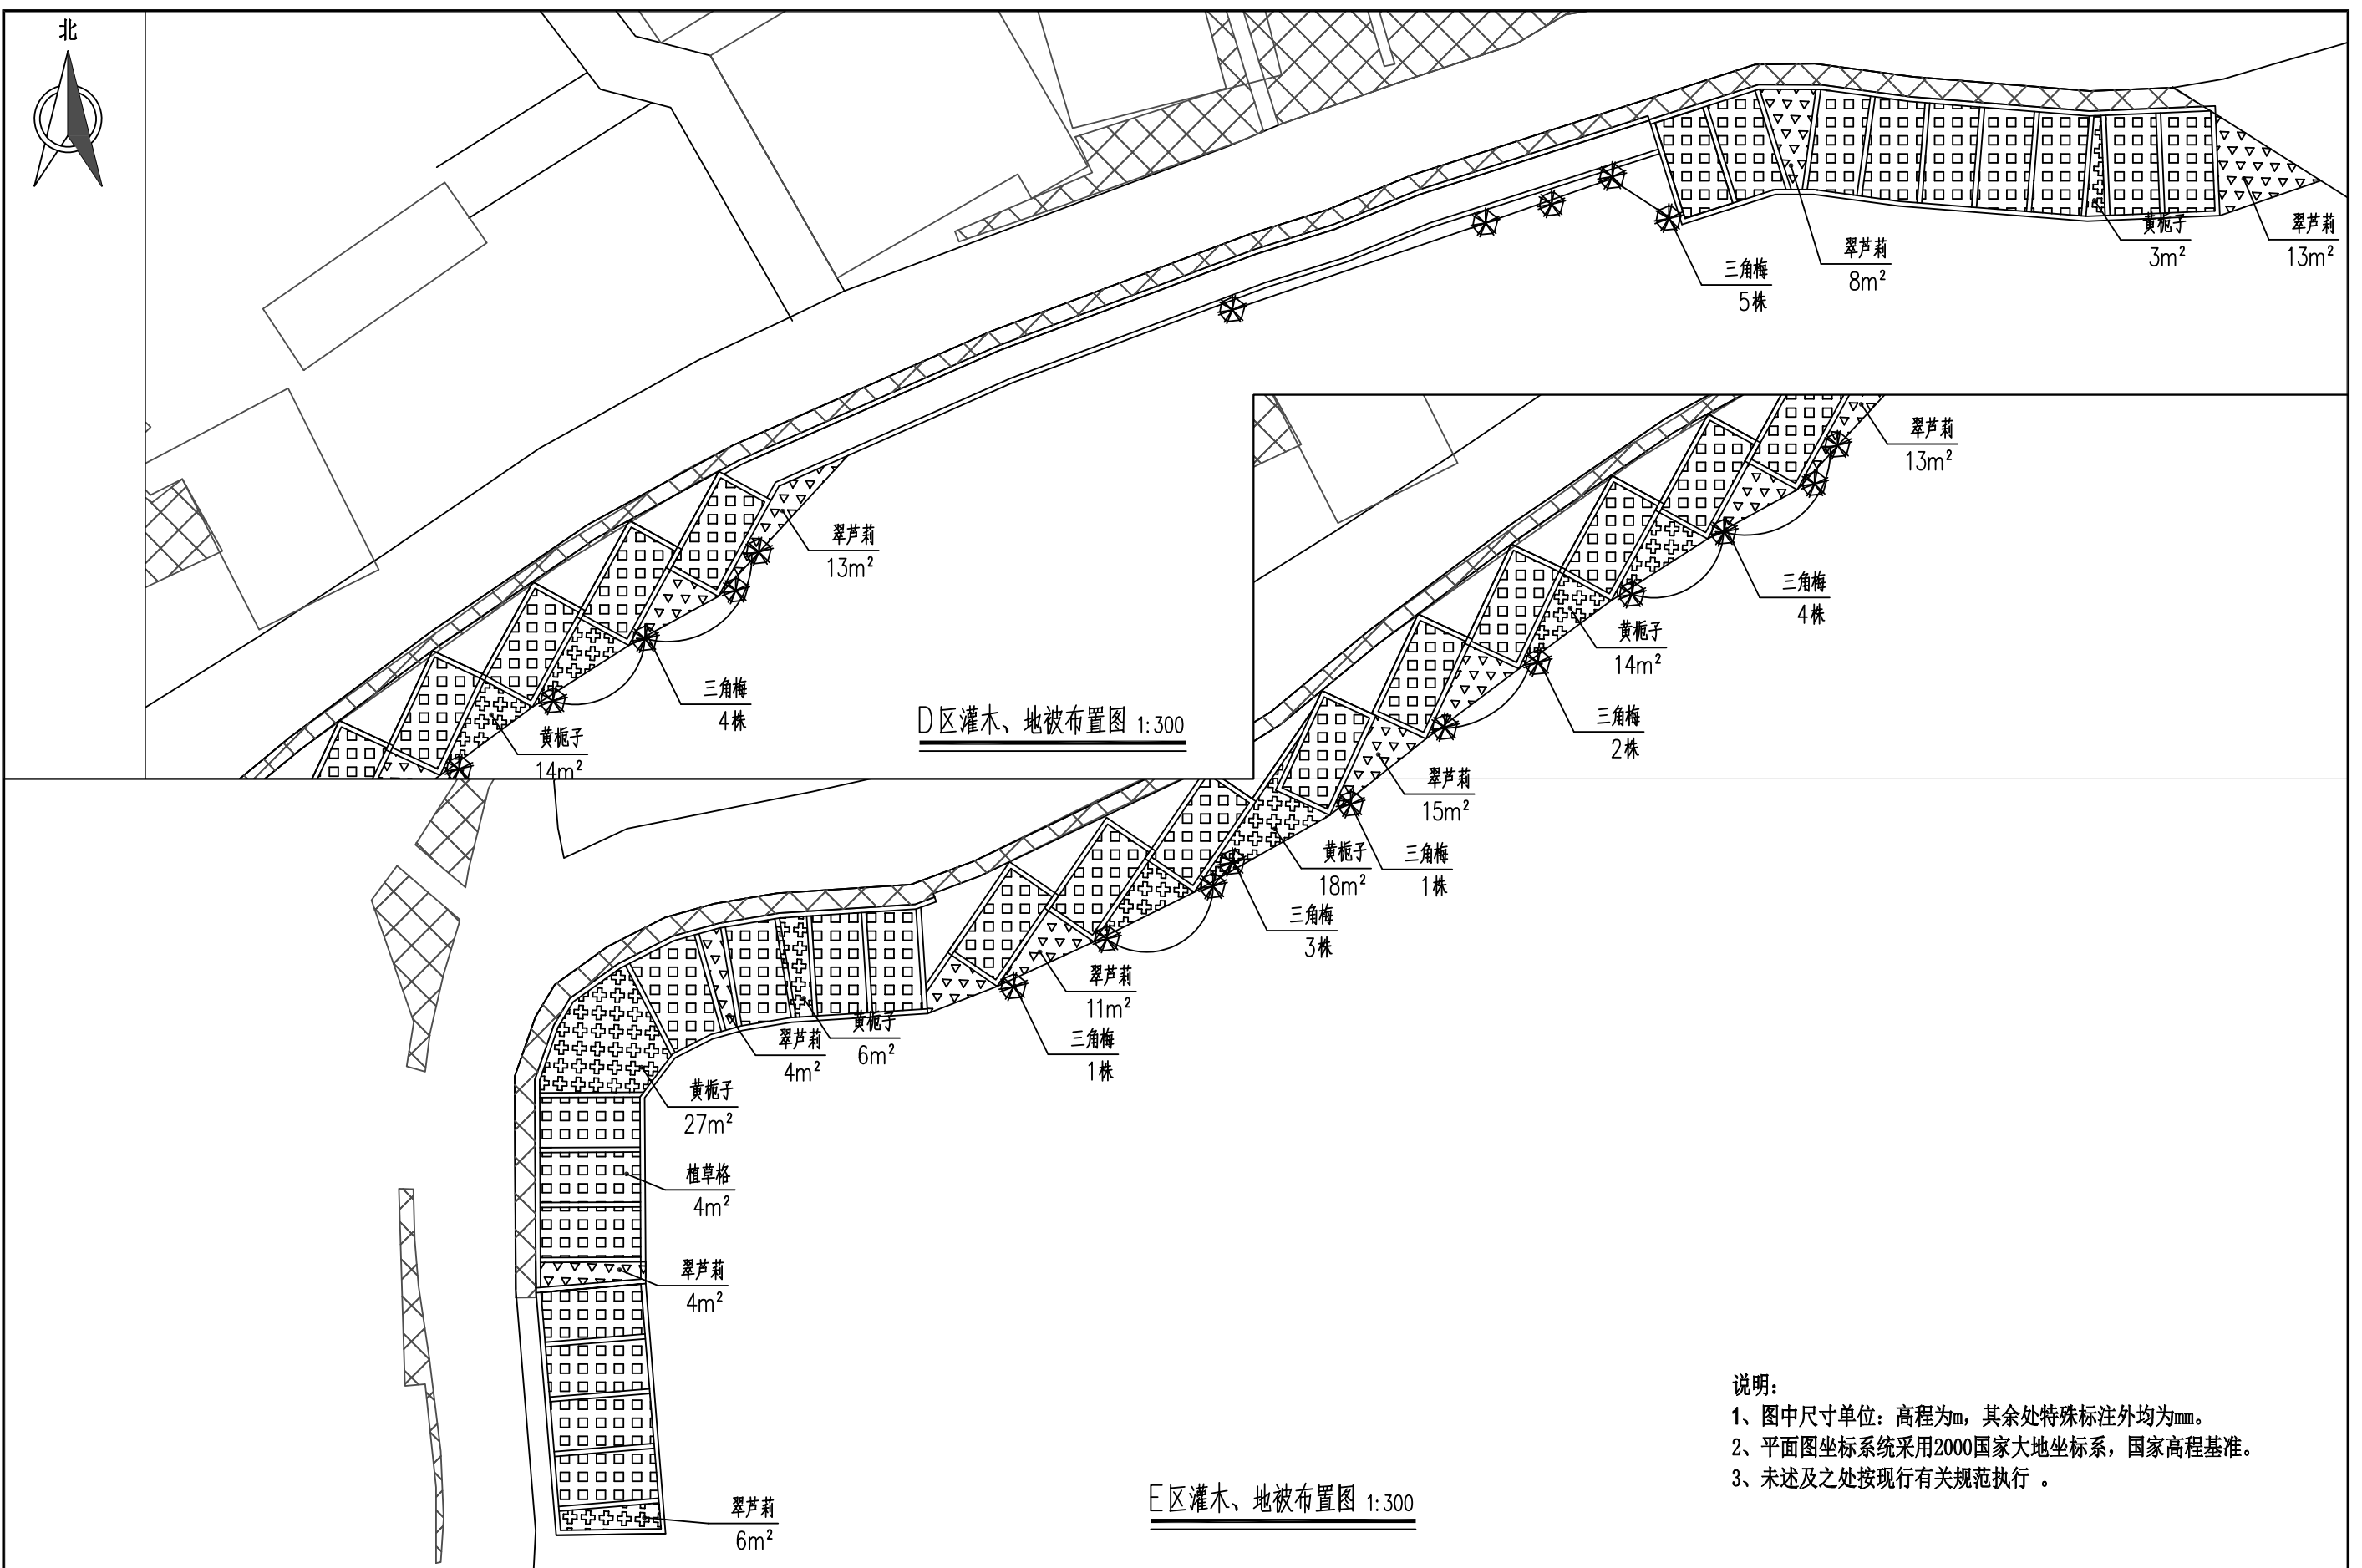 北
翠芦莉
13m²
黄栀子
3m²
翠芦莉
8m²
三角梅
5株
翠芦莉
13m²
三角梅
4株
黄栀子
14m²
D区灌木、地被布置图 1:300
翠芦莉
13m²
三角梅
4株
黄栀子
14m²
三角梅
2株
翠芦莉
15m²
三角梅
1株
黄栀子
18m²
三角梅
3株
翠芦莉
11m²
三角梅
1株
黄栀子
6m²
翠芦莉
4m²
黄栀子
27m²
植草格
4m²
翠芦莉
4m²
翠芦莉
6m²
E区灌木、地被布置图 1:300
说明：
1、图中尺寸单位：高程为m，其余处特殊标注外均为mm。
2、平面图坐标系统采用2000国家大地坐标系，国家高程基准。
3、未述及之处按现行有关规范执行 。